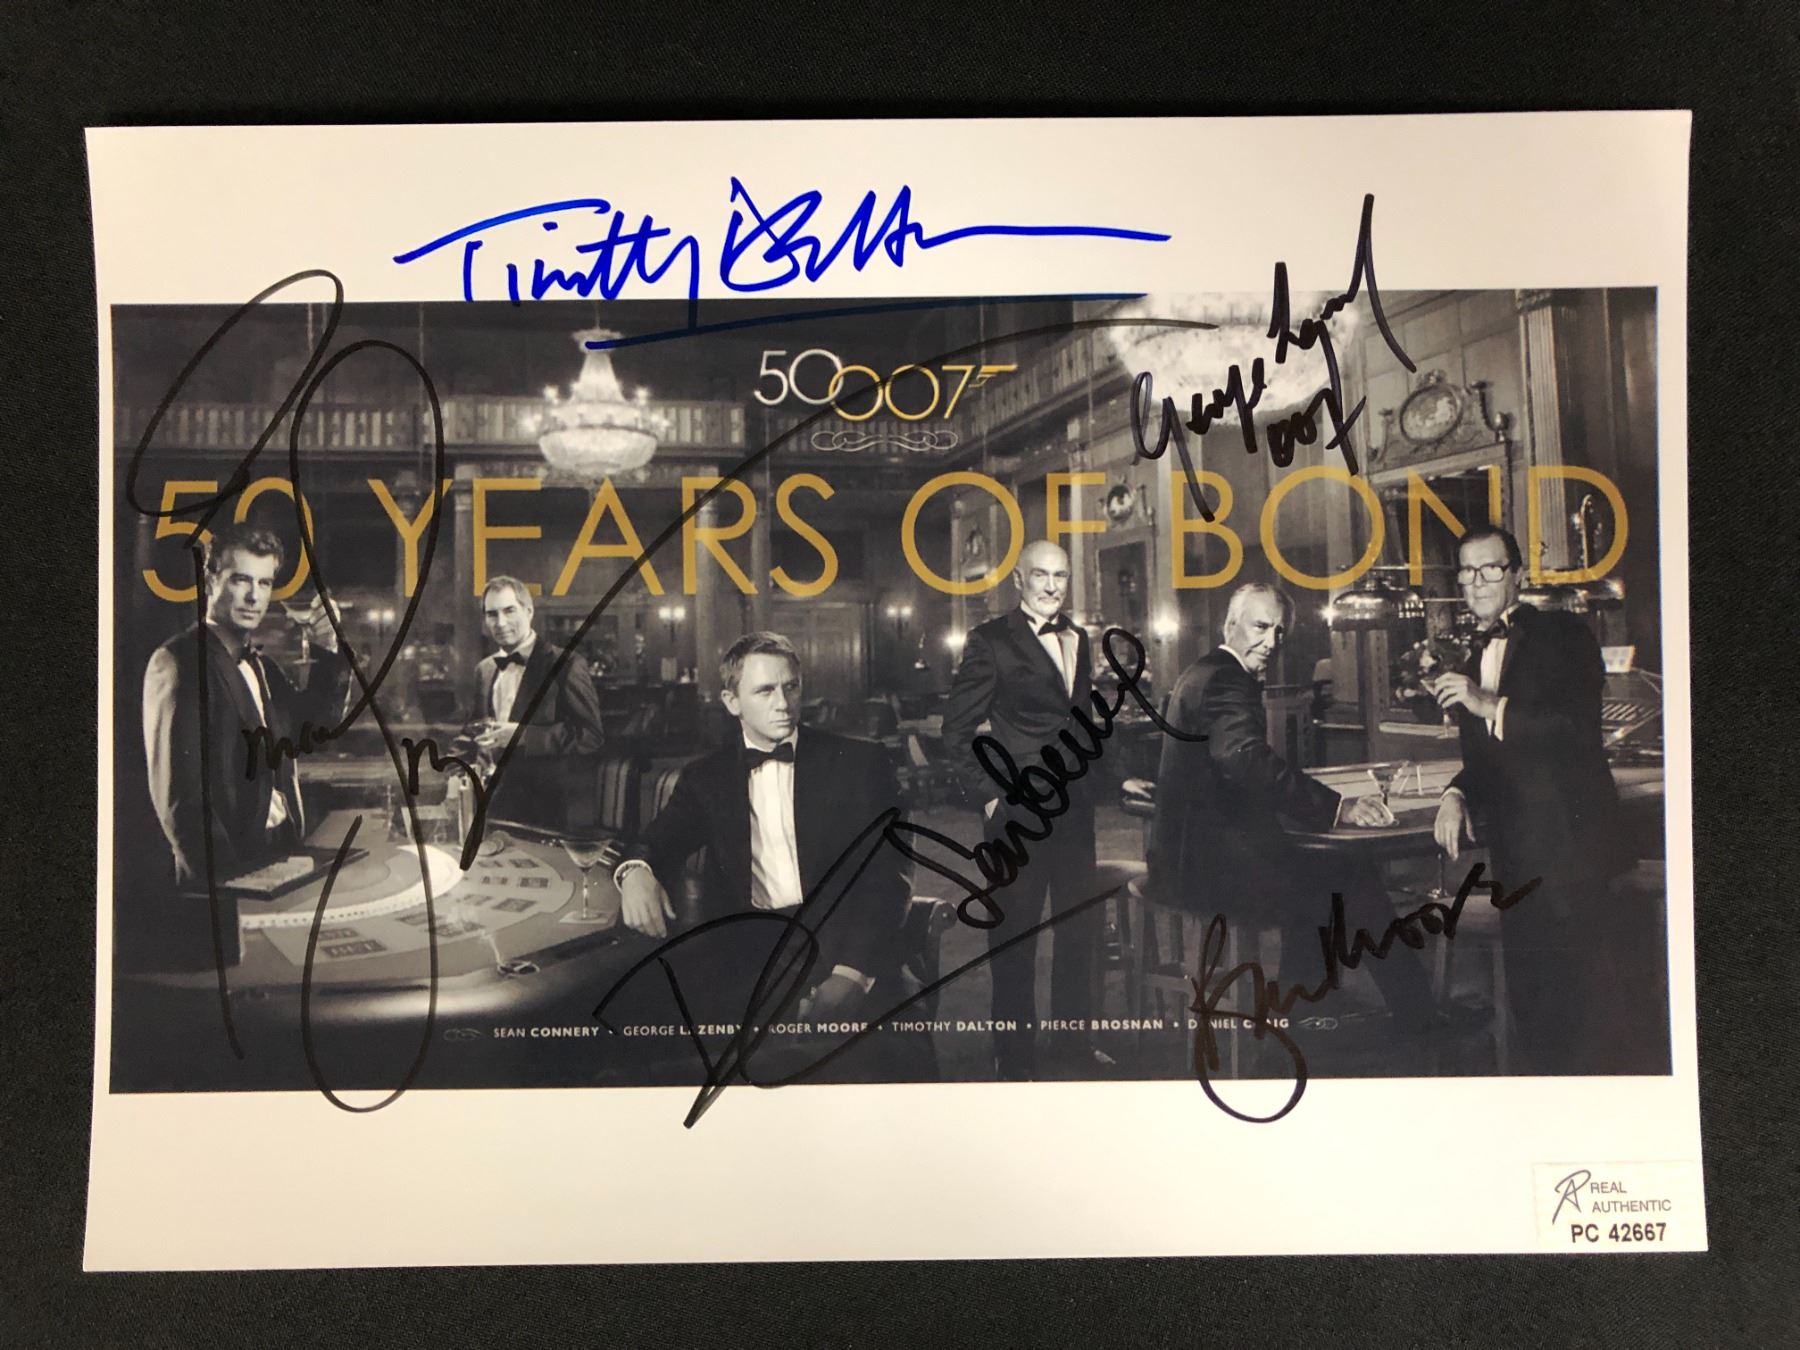 Timothy Dalton
George Lazenby
007
50 007
50 YEARS OF BOND
Sean Connery
Roger Moore
SEAN CONNERY • GEORGE LAZENBY • ROGER MOORE • TIMOTHY DALTON • PIERCE BROSNAN • DANIEL CRAIG
REAL
AUTHENTIC
PC 42667